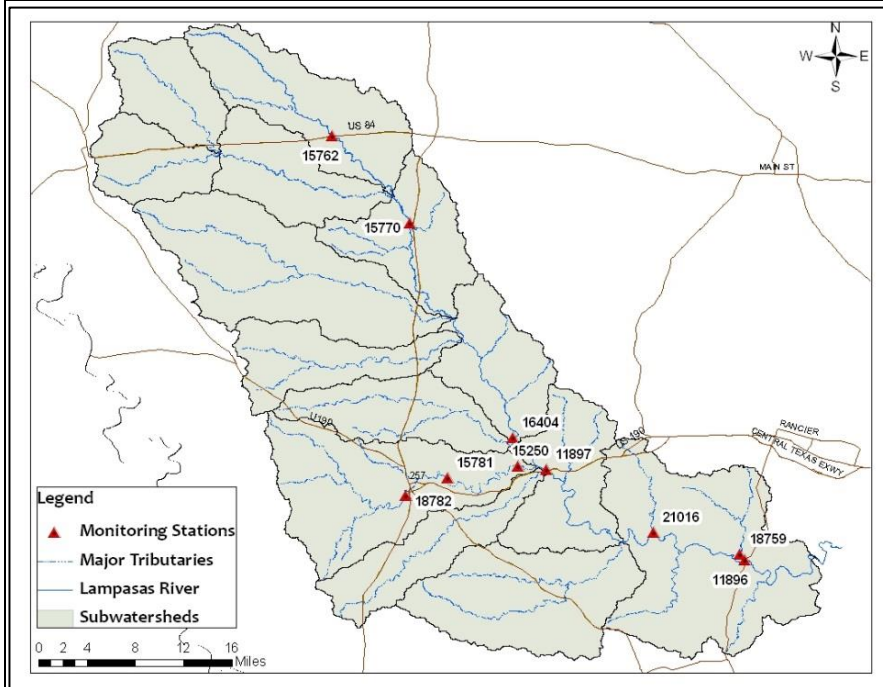 N
W E
S
US 84
15762
MAIN ST
15770
16404
RANCIER
US 190
CENTRAL TEXAS EXWY
U190
15250
11897
15781
257
18782
21016
18759
11896
Legend
Monitoring Stations
Major Tributaries
Lampasas River
Subwatersheds
0 2 4 8 12 16
Miles